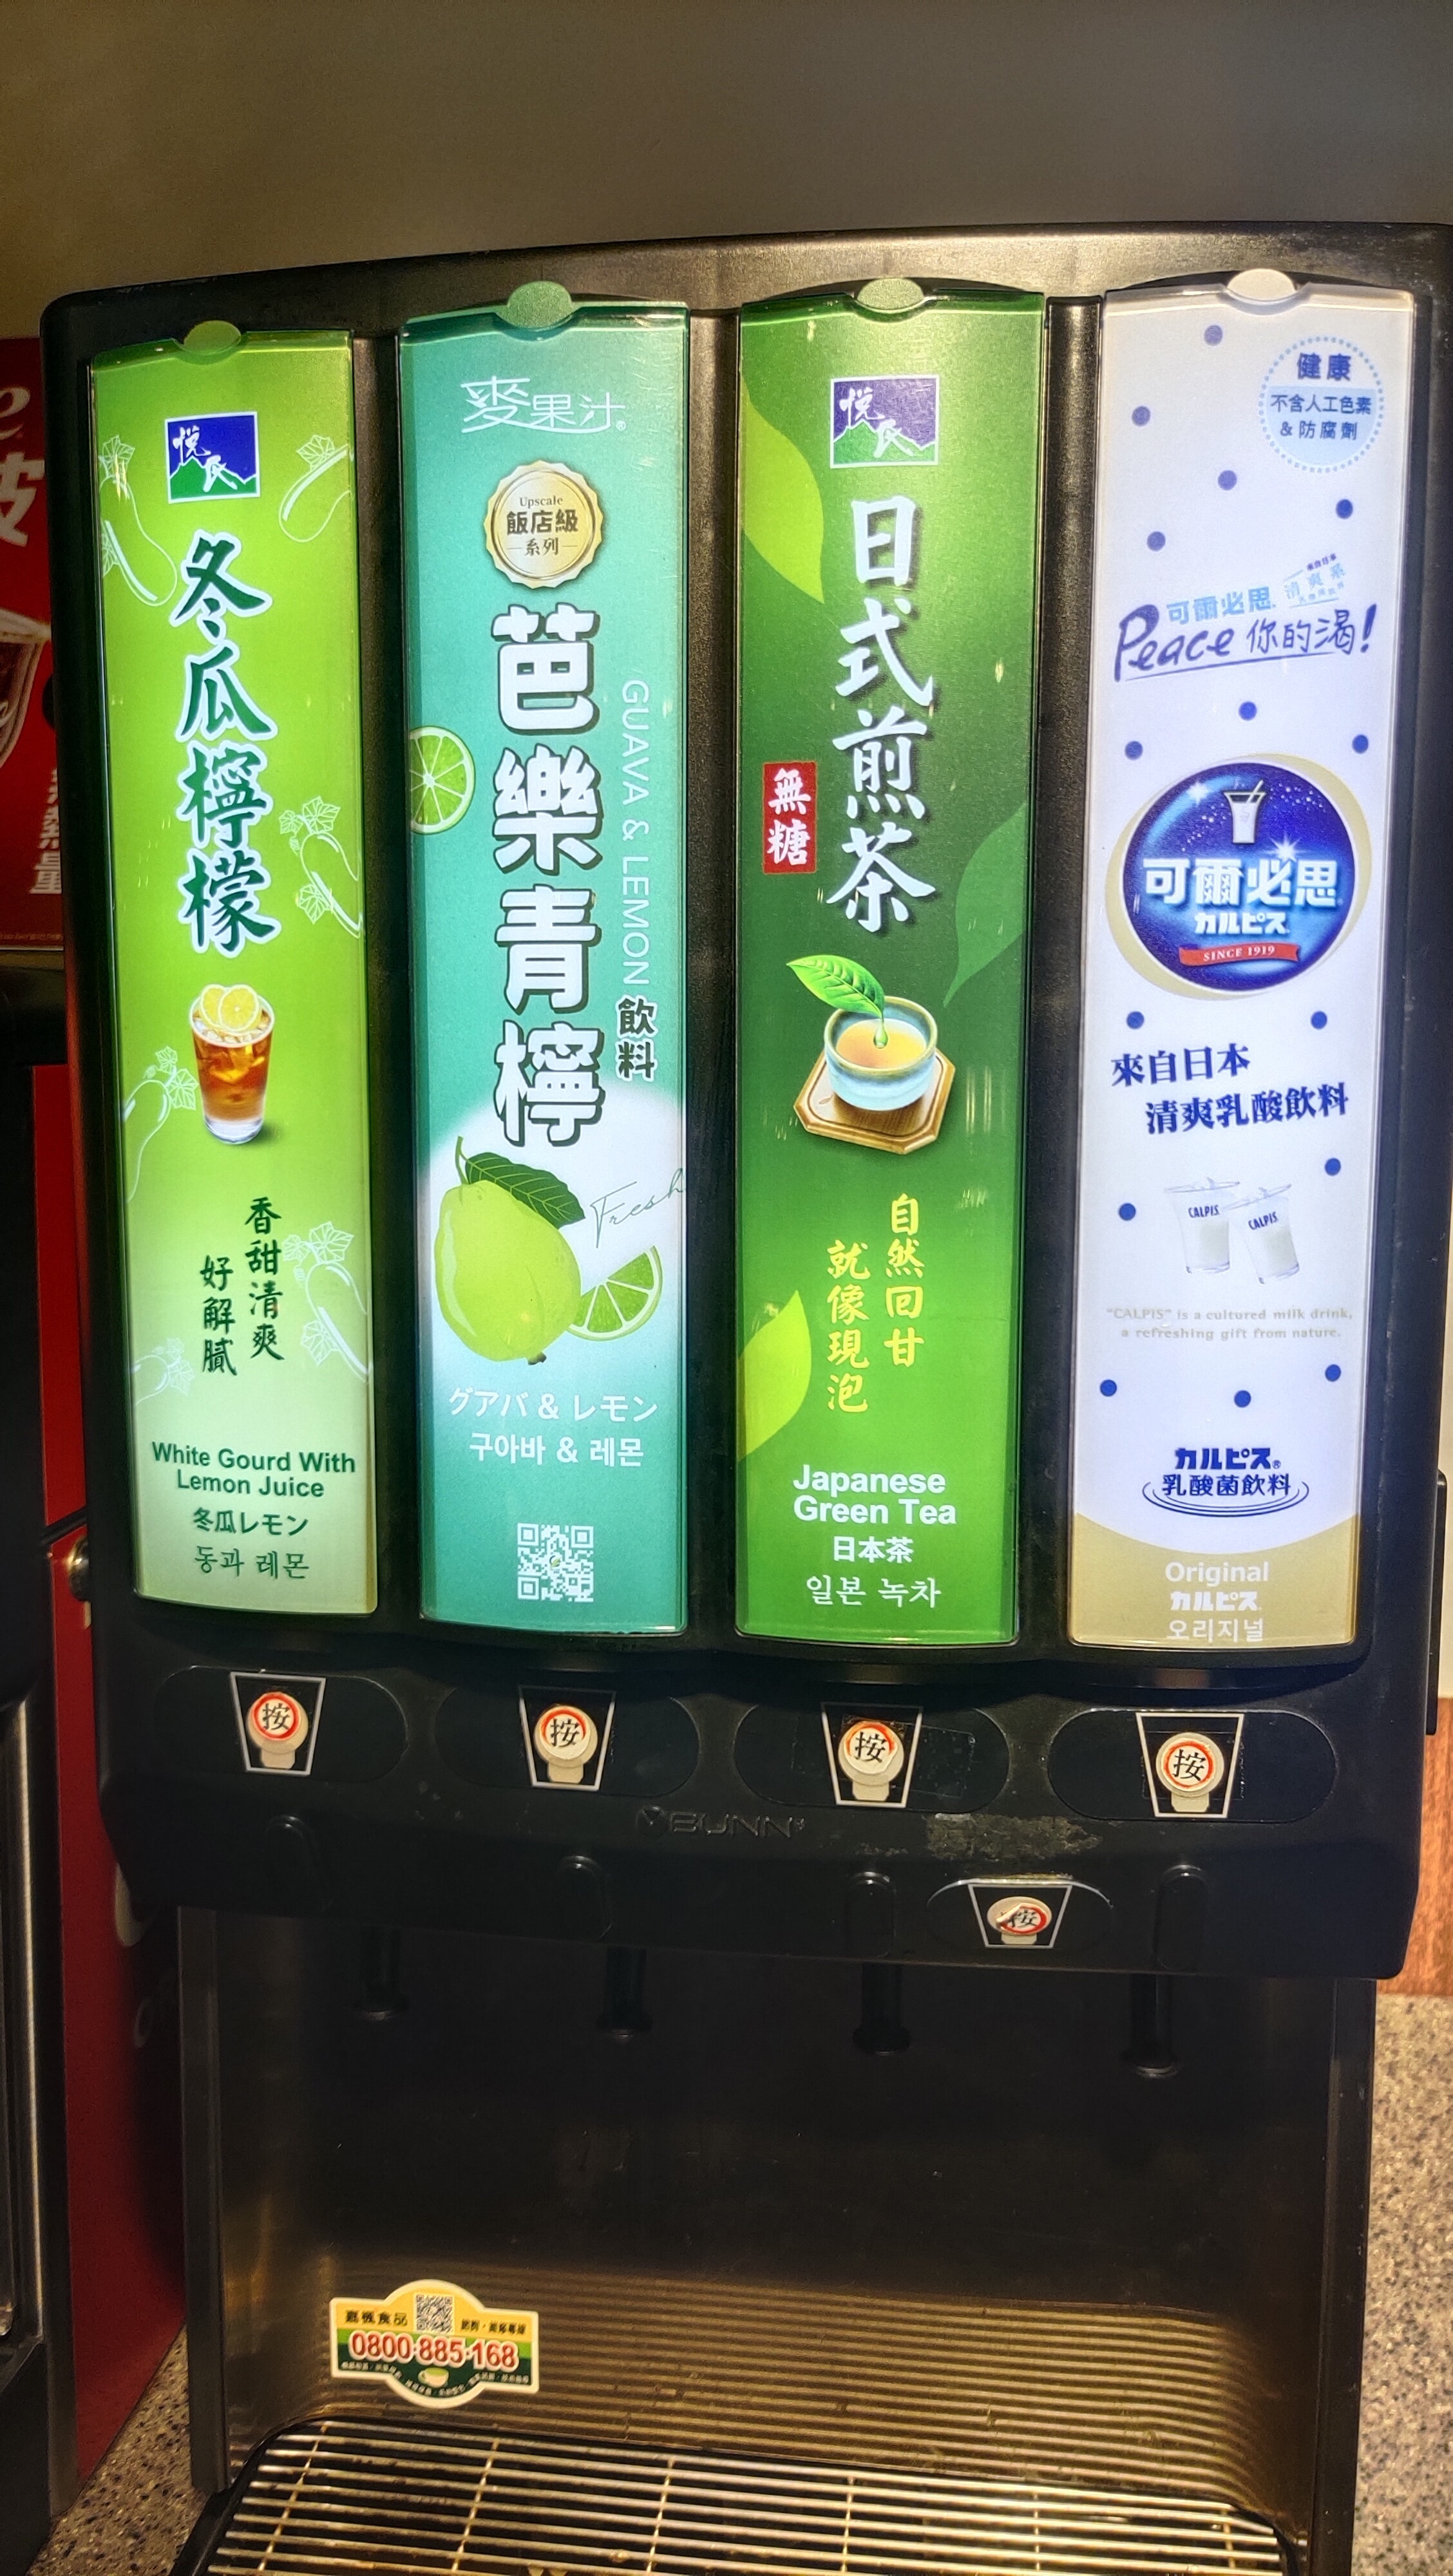 悦氏
冬瓜檸檬
香甜清爽
好解膩
White Gourd With
Lemon Juice
冬瓜レモン
동과 레몬
麥果汁®
Upscale
飯店級
系列
芭樂青檸
GUAVA & LEMON 飲料
Fresh
グアバ & レモン
구아바 & 레몬
悦氏
日式煎茶
無糖
自然回甘
就像現泡
Japanese
Green Tea
日本茶
일본 녹차
健康
不含人工色素
& 防腐劑
可爾必思
清爽系
Peace 你的渴!
可爾必思
カルピス
SINCE 1919
來自日本
清爽乳酸飲料
CALPIS
CALPIS
"CALPIS" is a cultured milk drink,
a refreshing gift from nature.
カルピス®
乳酸菌飲料
Original
カルピス
오리지널
按
按
按
按
BUNN
按
食品
0800-885-168